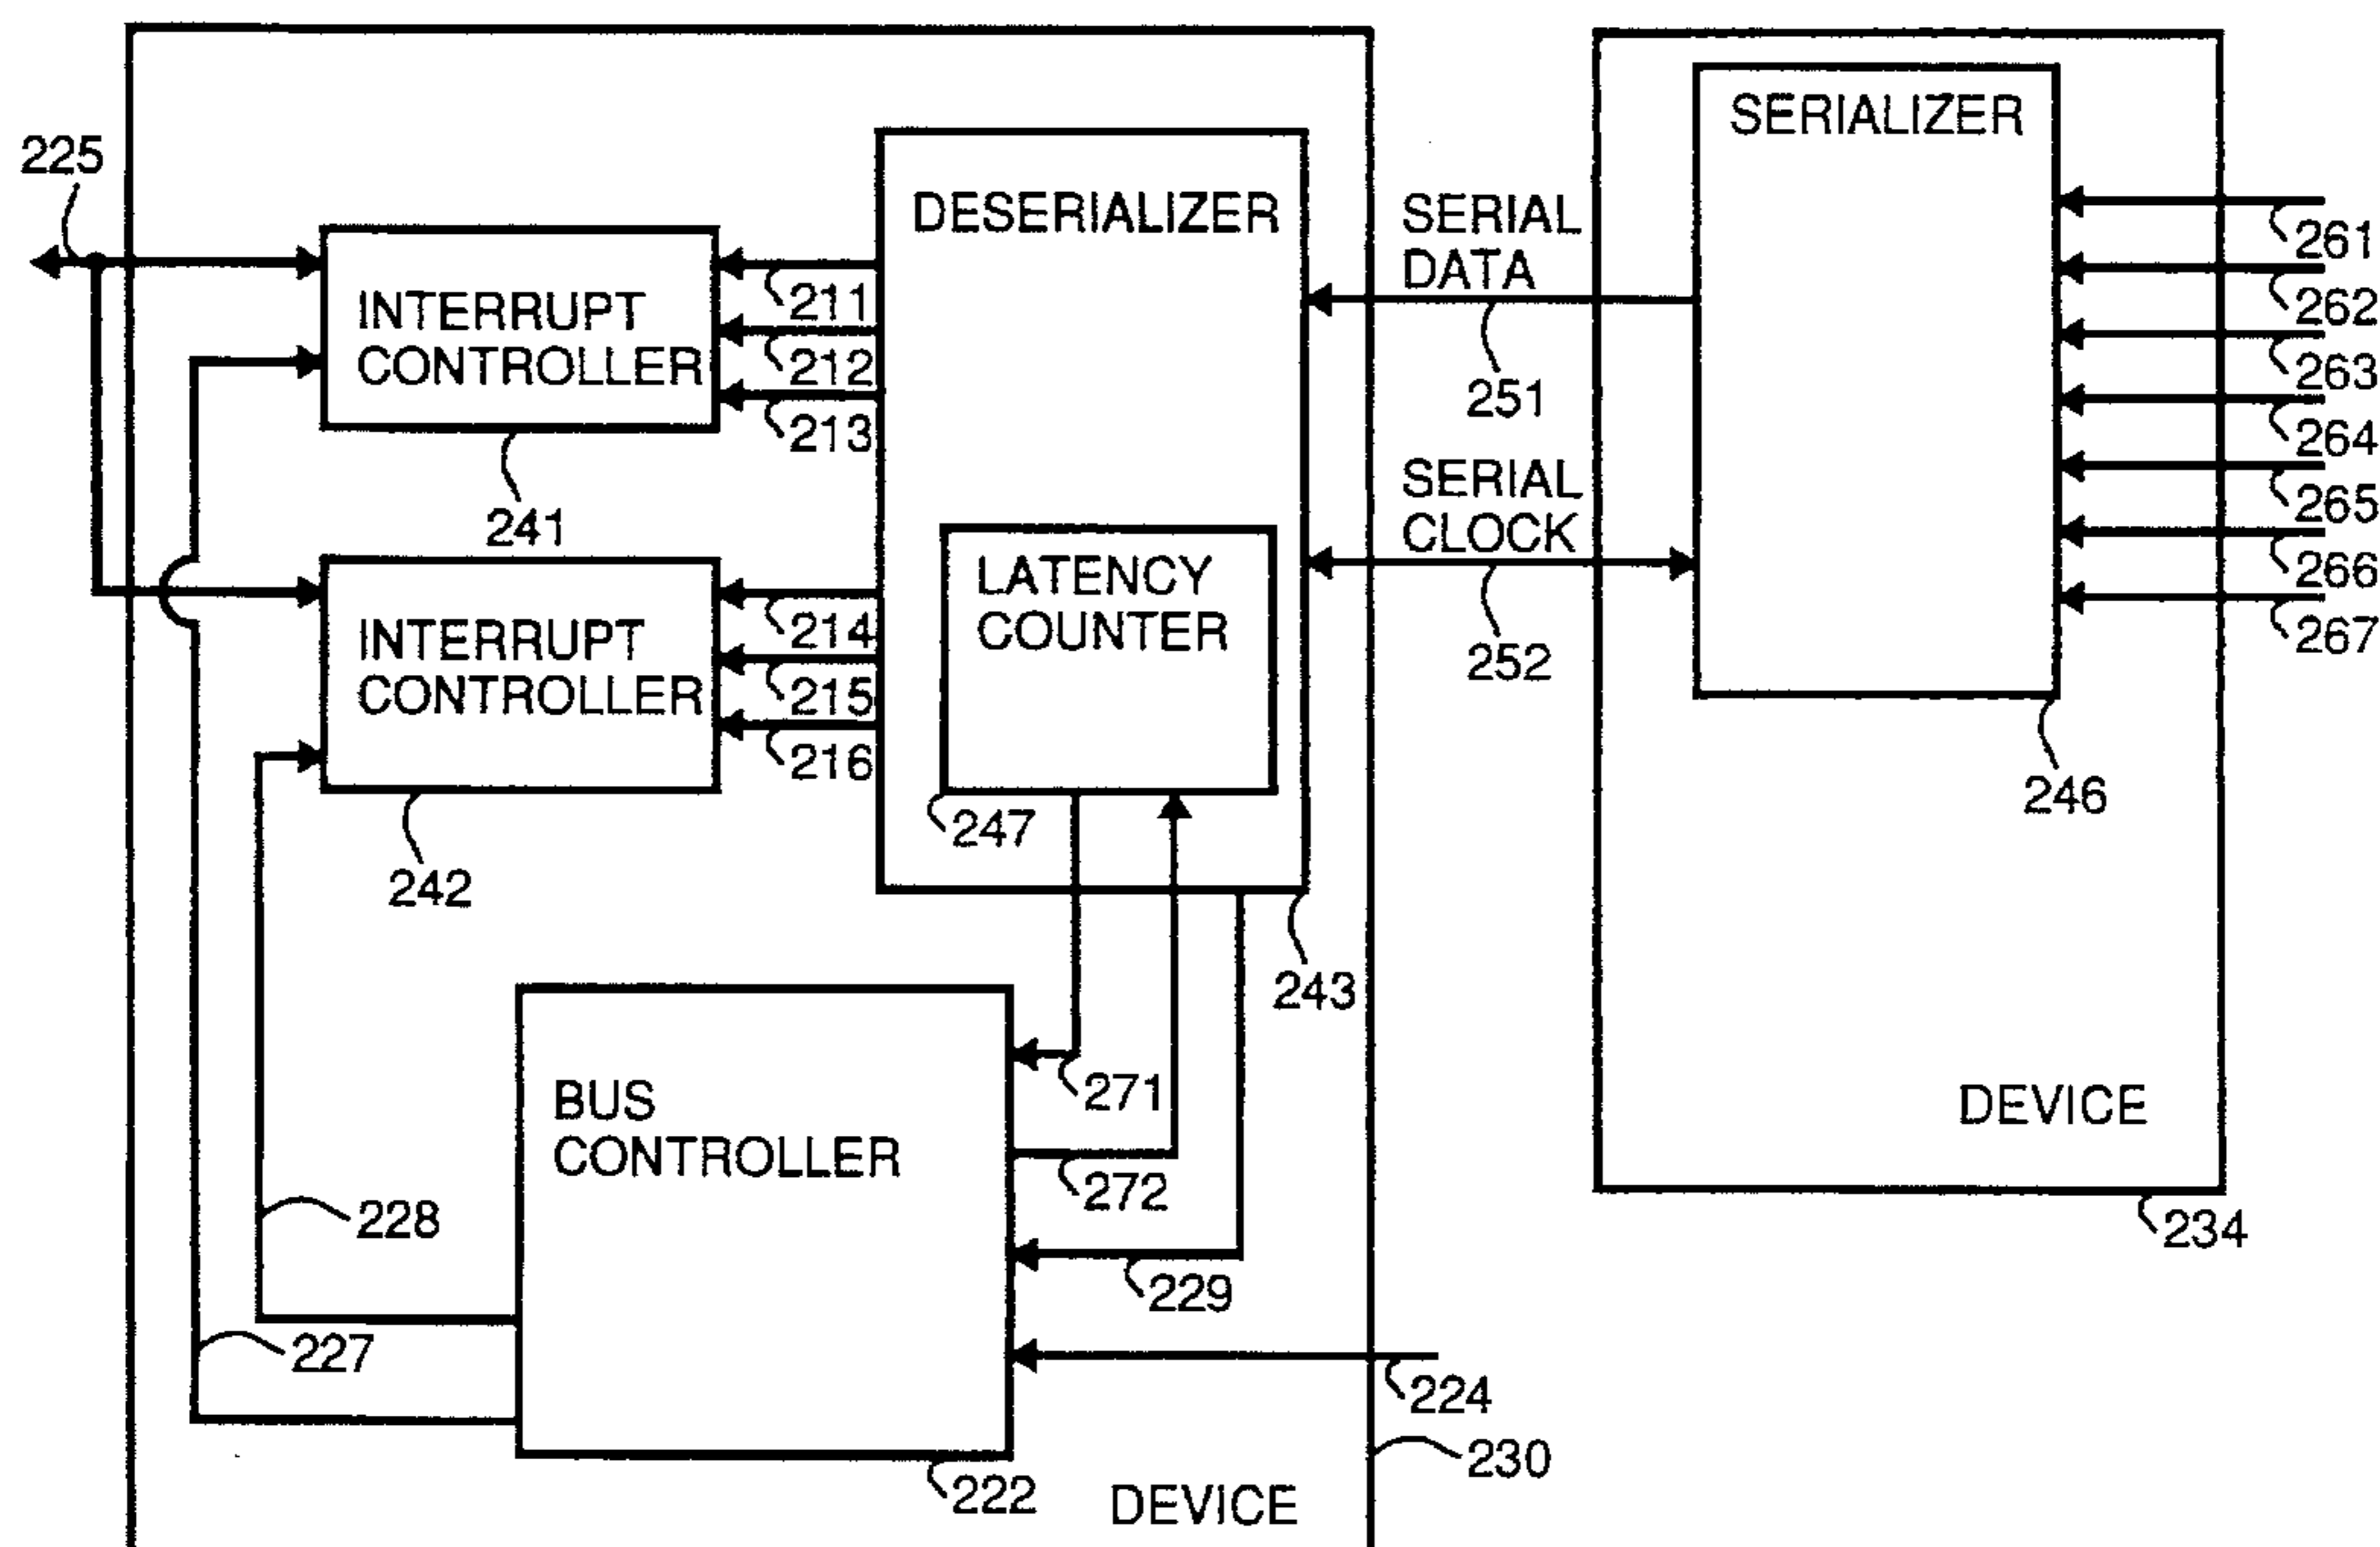 SERIALIZER
225
DESERIALIZER
SERIAL
DATA
261
262
263
264
265
266
267
INTERRUPT
CONTROLLER
211
212
213
251
241
SERIAL
CLOCK
252
INTERRUPT
CONTROLLER
214
215
216
LATENCY
COUNTER
247
246
242
243
BUS
CONTROLLER
271
272
DEVICE
234
228
229
227
224
230
222
DEVICE